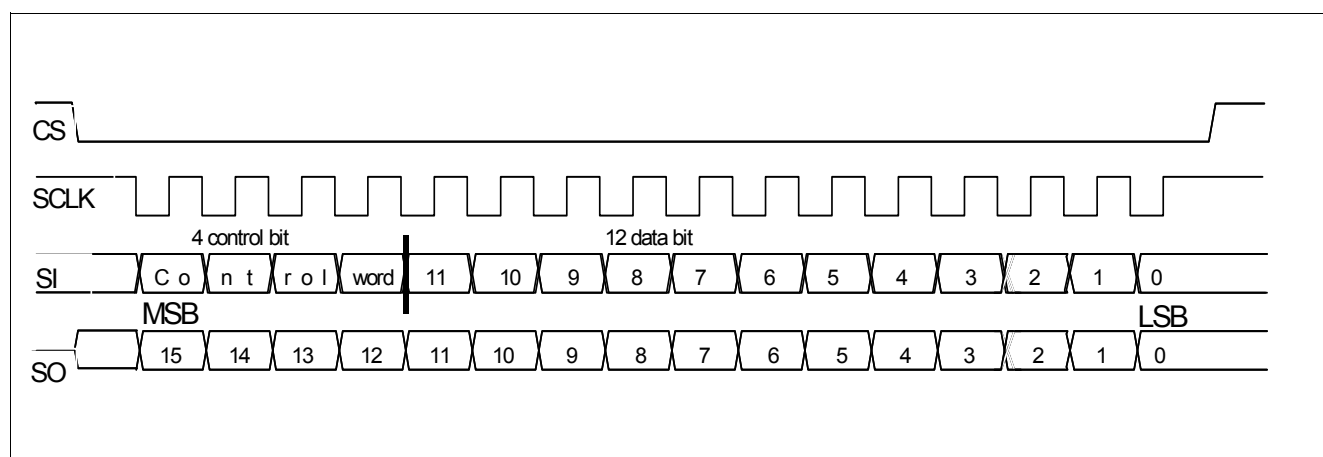 CS
SCLK
4 control bit 12 data bit
SI C o n t r o l word 11 10 9 8 7 6 5 4 3 2 1 0
MSB LSB
SO 15 14 13 12 11 10 9 8 7 6 5 4 3 2 1 0